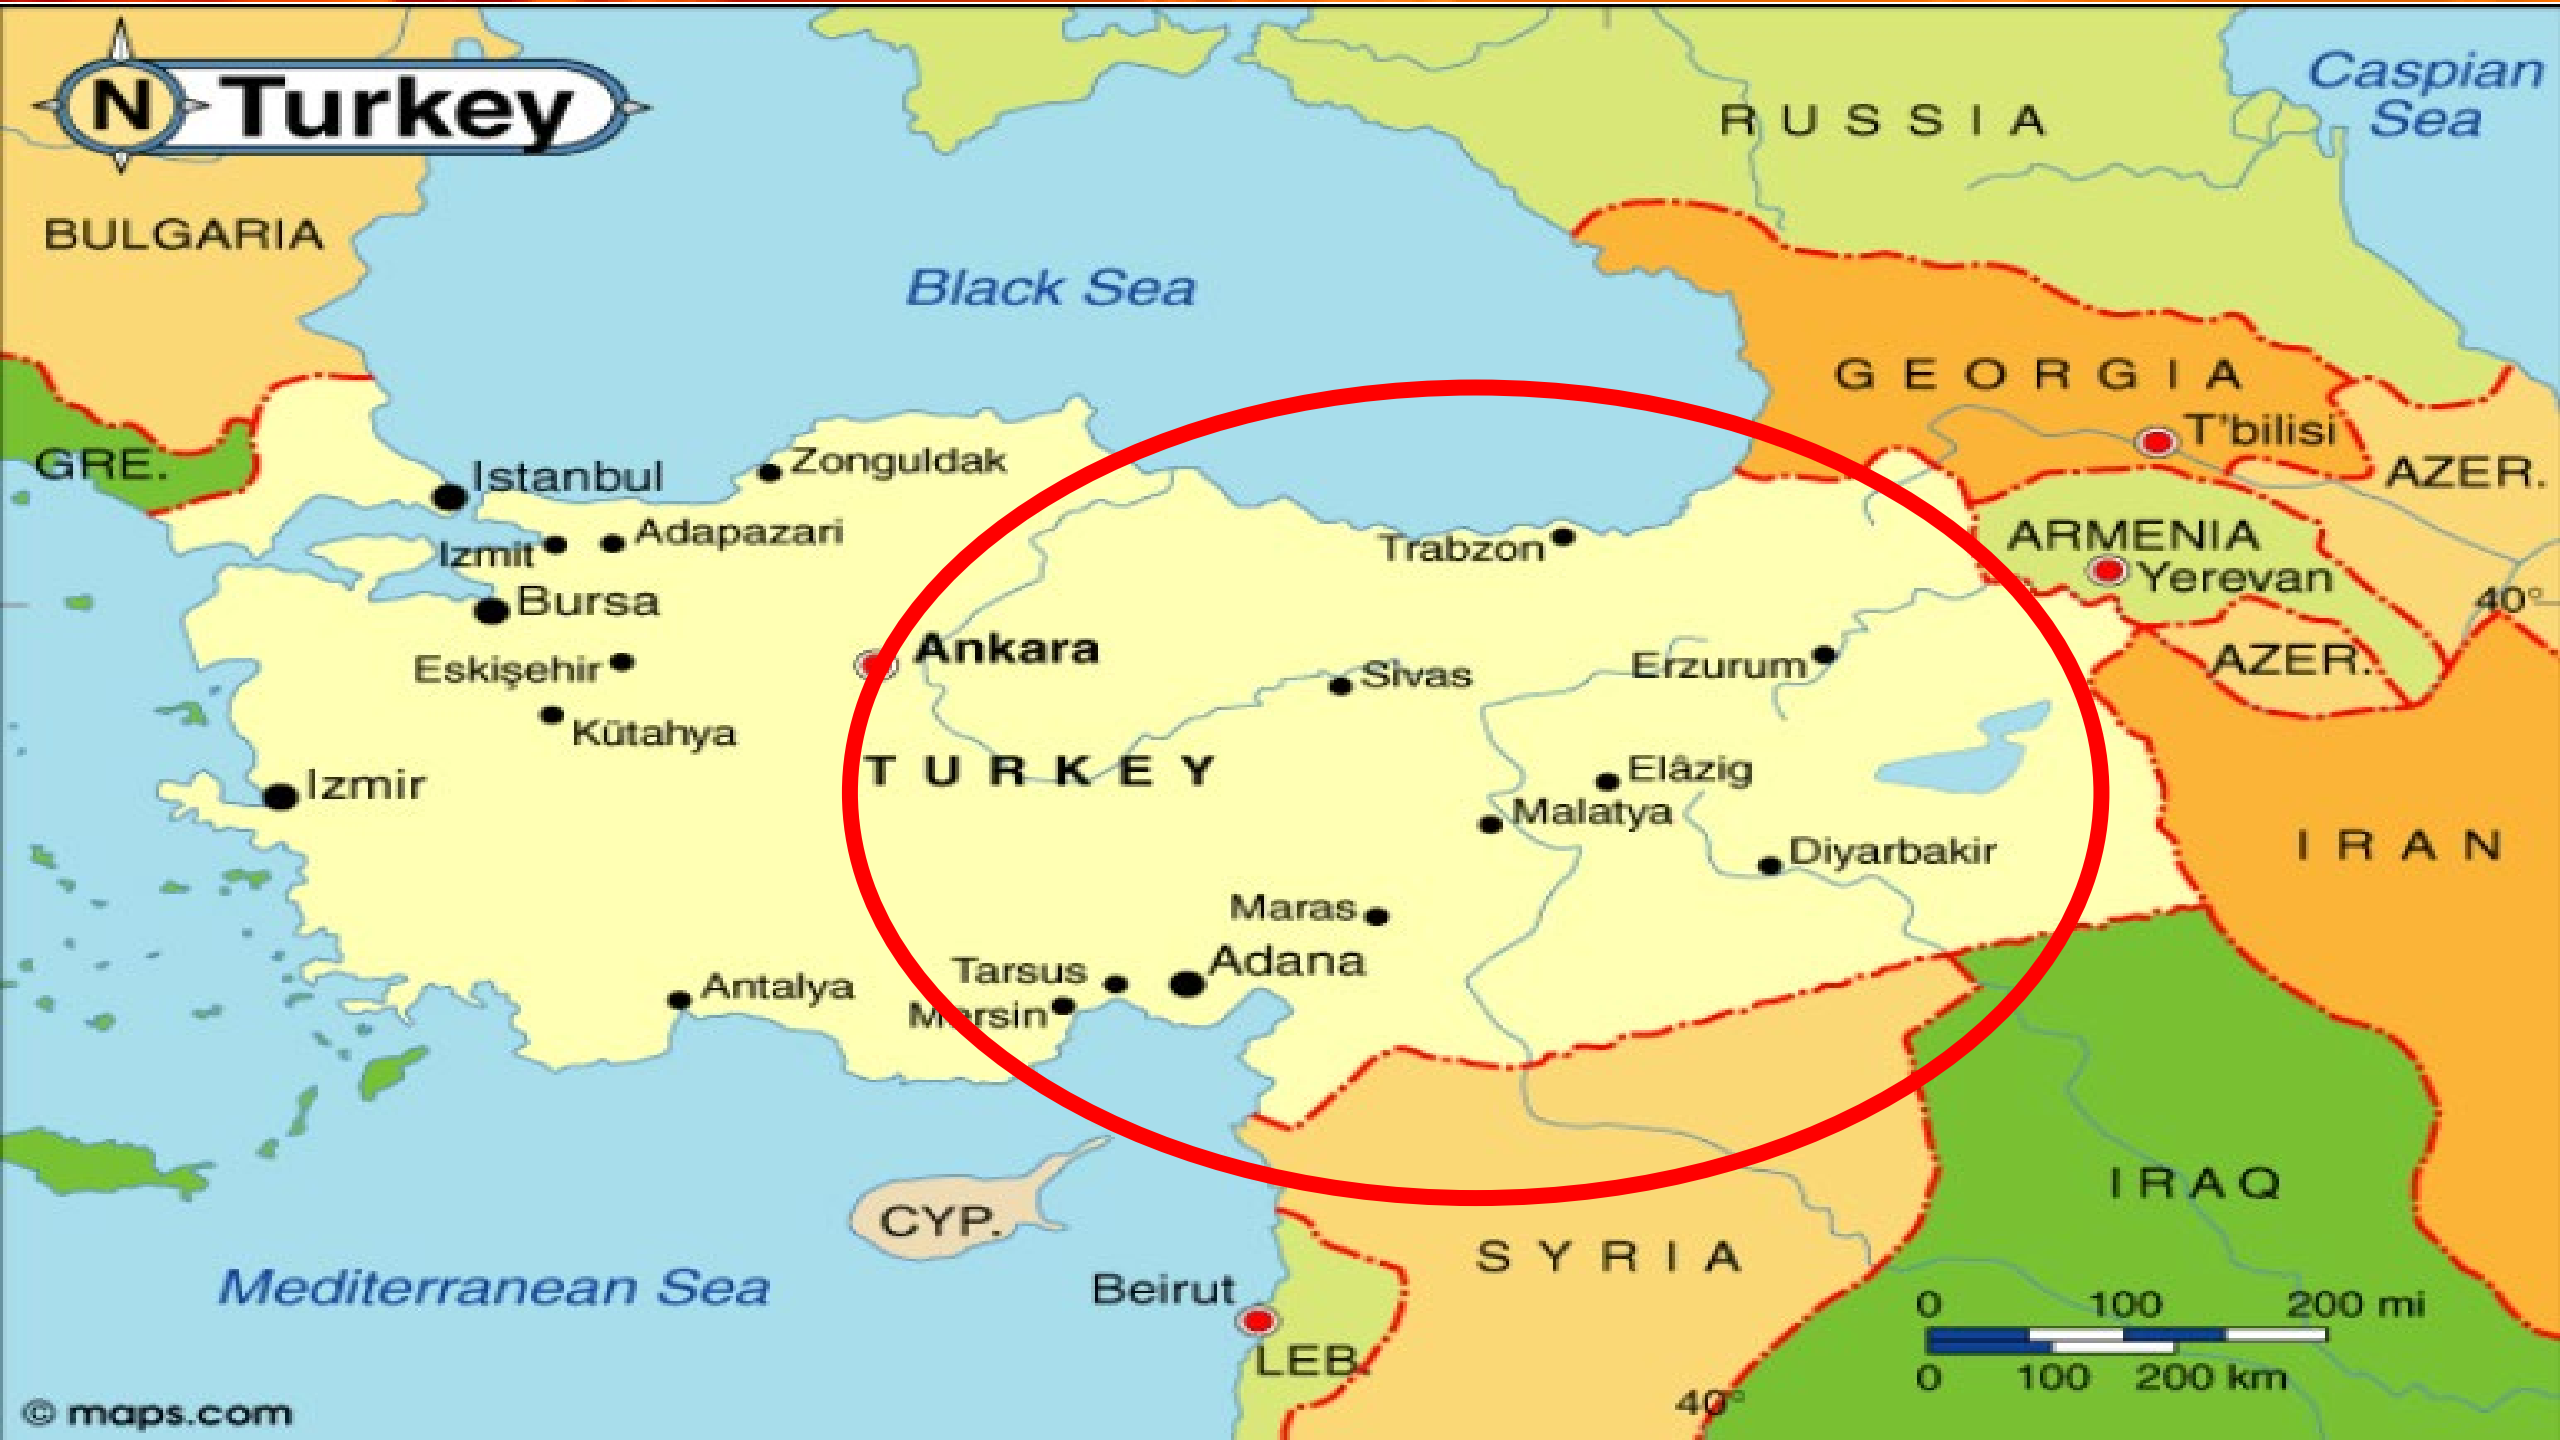 N Turkey
Caspian
Sea
RUSSIA
BULGARIA
Black Sea
GEORGIA
T'bilisi
GRE.
Istanbul
Zonguldak
AZER.
Izmit
Adapazari
Trabzon
ARMENIA
Yerevan
Bursa
40°
Ankara
Eskişehir
Sivas
Erzurum
AZER.
Kütahya
TURKEY
Izmir
Elâzig
Malatya
Diyarbakir
IRAN
Maras
Adana
Tarsus
Antalya
Mersin
IRAQ
CYP.
SYRIA
Mediterranean Sea
Beirut
LEB.
0 100 200 mi
0 100 200 km
40°
© maps.com